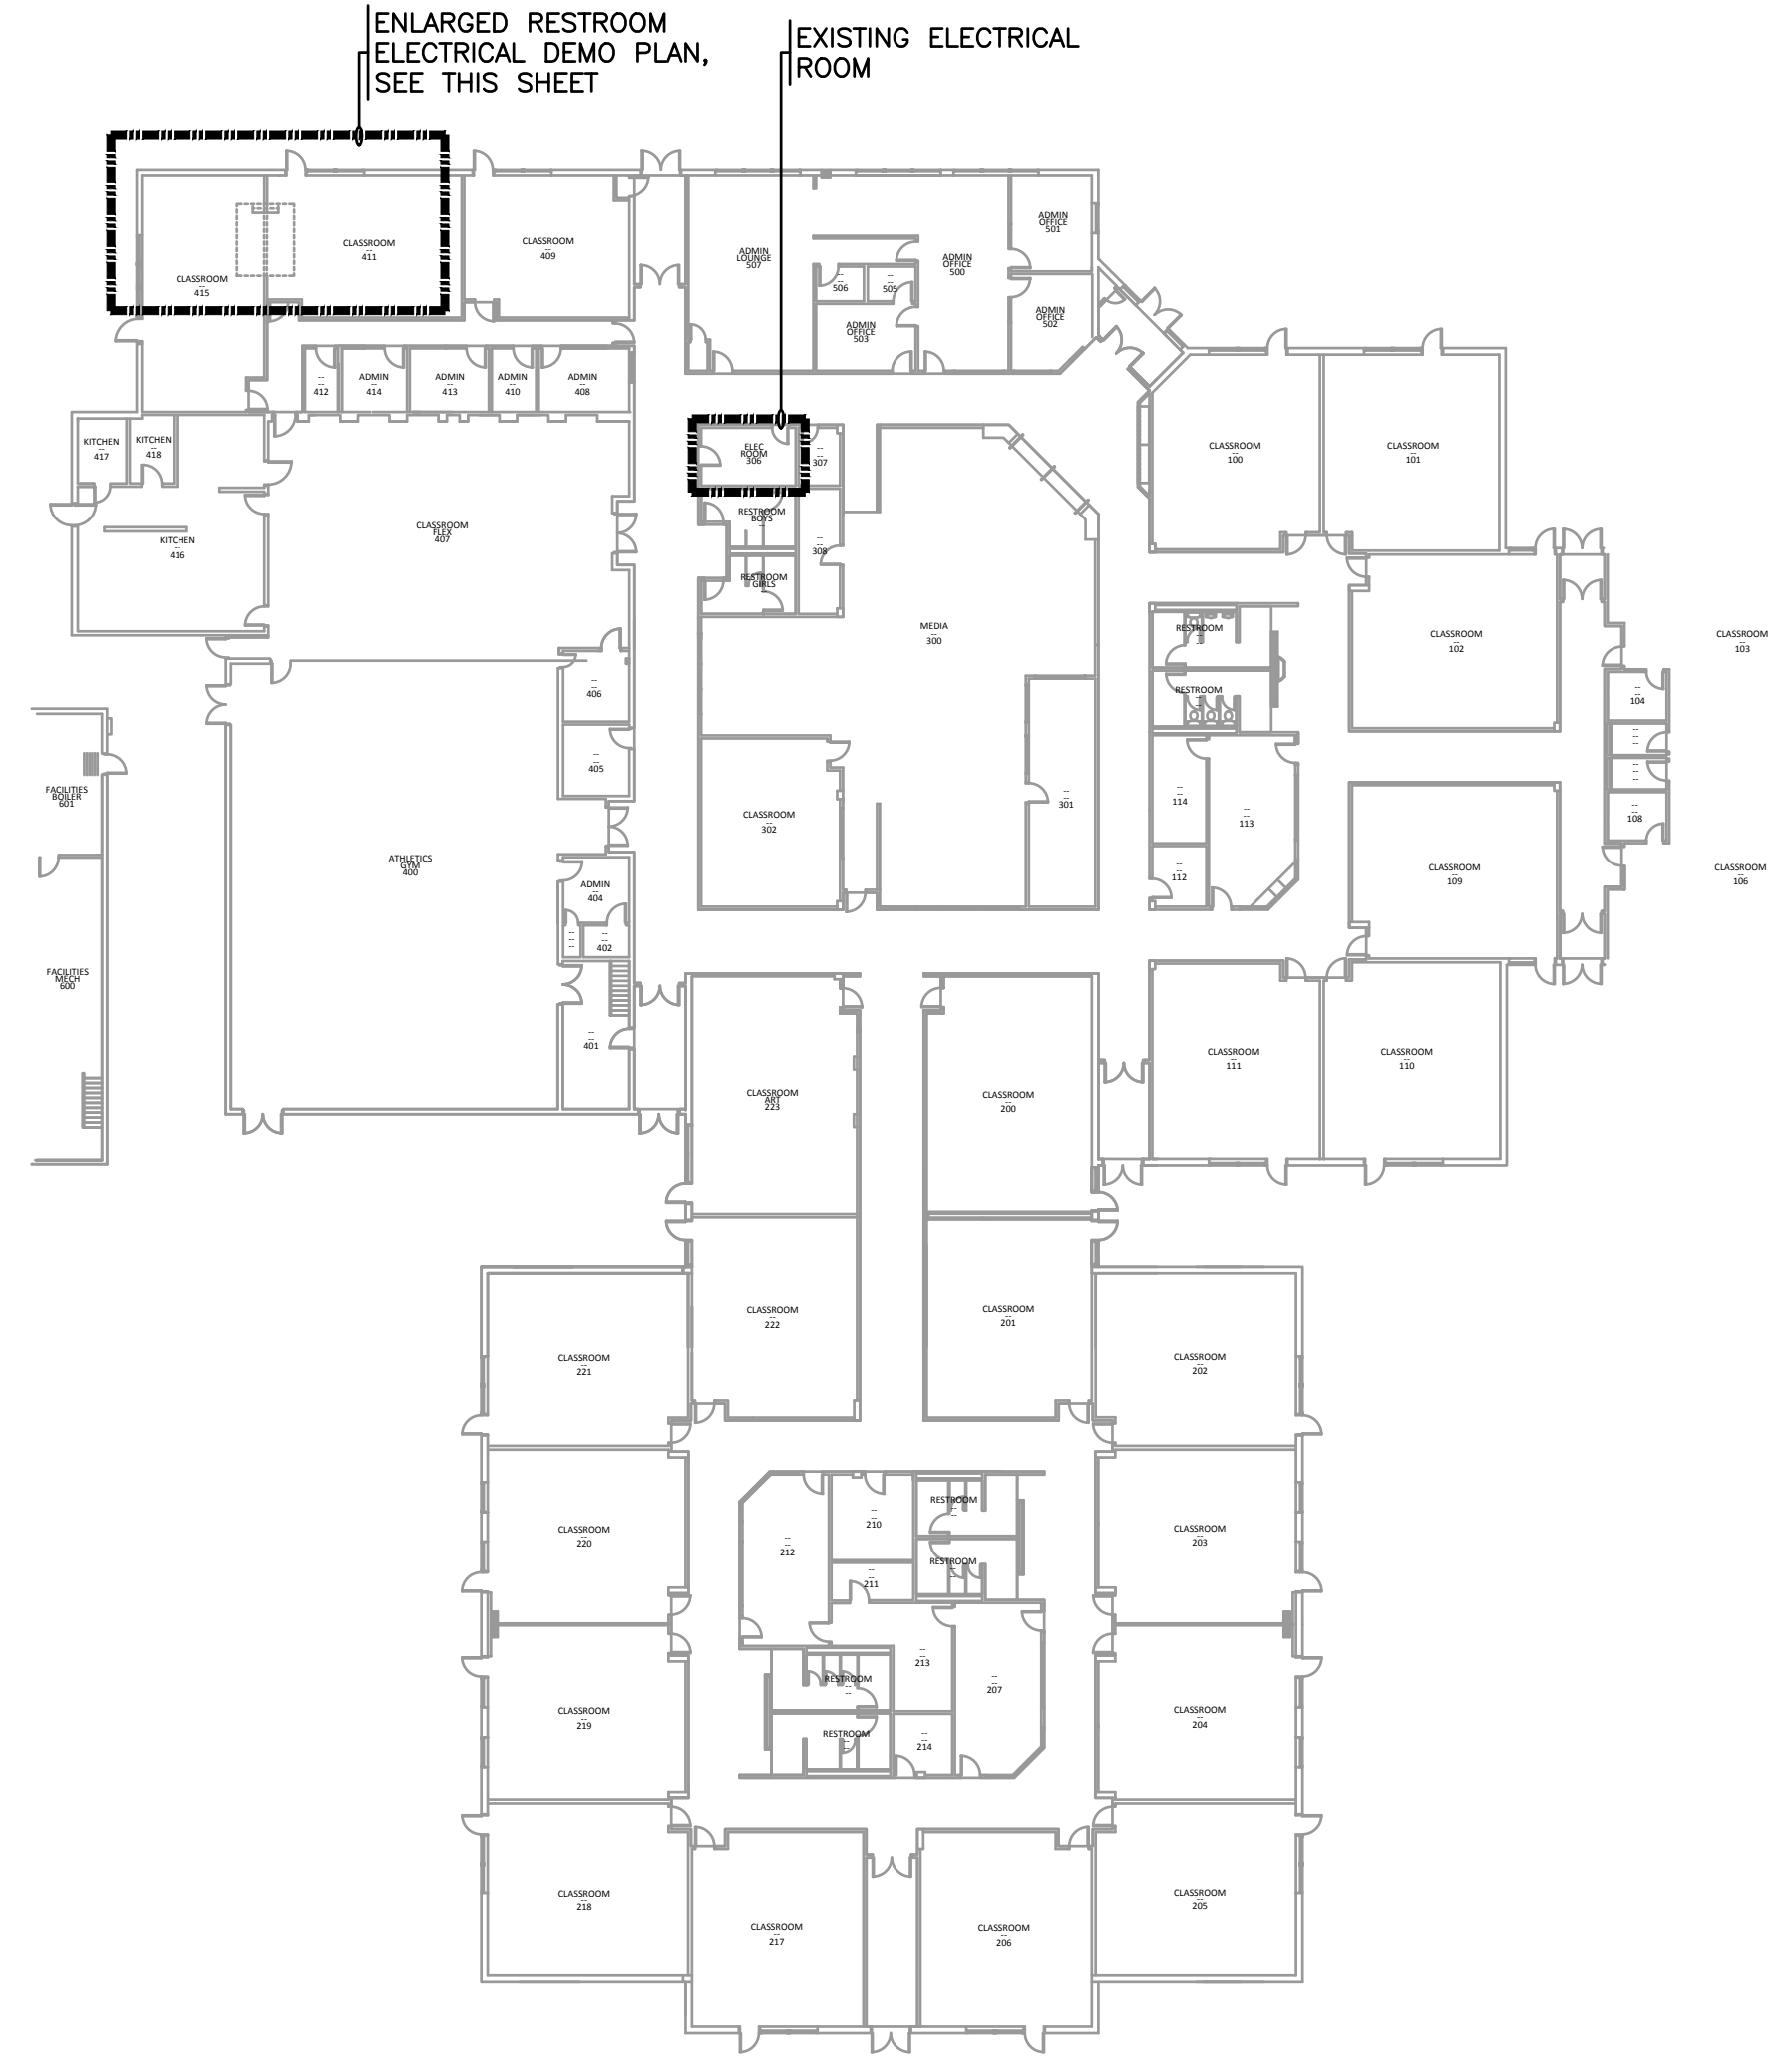 ENLARGED RESTROOM
ELECTRICAL DEMO PLAN,
SEE THIS SHEET
EXISTING ELECTRICAL
ROOM
CLASSROOM
--
415
CLASSROOM
--
411
CLASSROOM
--
409
ADMIN
LOUNGE
507
--
--
506
--
--
505
ADMIN
OFFICE
503
ADMIN
OFFICE
500
ADMIN
OFFICE
501
ADMIN
OFFICE
502
--
--
412
ADMIN
--
414
ADMIN
--
413
ADMIN
--
410
ADMIN
--
408
KITCHEN
--
417
KITCHEN
--
418
KITCHEN
--
416
CLASSROOM
FLEX
407
ELEC
ROOM
306
--
--
307
RESTROOM
BOYS
--
--
--
308
RESTROOM
GIRLS
--
MEDIA
--
300
CLASSROOM
--
100
CLASSROOM
--
101
CLASSROOM
--
102
CLASSROOM
--
103
RESTROOM
--
--
RESTROOM
--
--
--
--
104
--
--
--
--
--
--
--
--
108
--
--
406
--
--
405
CLASSROOM
--
302
--
--
301
--
--
114
--
--
113
--
--
112
CLASSROOM
--
109
CLASSROOM
--
106
FACILITIES
BOILER
601
FACILITIES
MECH
600
ATHLETICS
GYM
400
ADMIN
--
404
--
--
--
--
--
402
--
--
401
CLASSROOM
ART
223
CLASSROOM
--
200
CLASSROOM
--
111
CLASSROOM
--
110
CLASSROOM
--
222
CLASSROOM
--
201
CLASSROOM
--
221
CLASSROOM
--
202
CLASSROOM
--
220
--
--
212
--
--
210
--
--
211
RESTROOM
--
--
RESTROOM
--
--
CLASSROOM
--
203
CLASSROOM
--
219
RESTROOM
--
--
RESTROOM
--
--
--
--
213
--
--
214
--
--
207
CLASSROOM
--
204
CLASSROOM
--
218
CLASSROOM
--
217
CLASSROOM
--
206
CLASSROOM
--
205